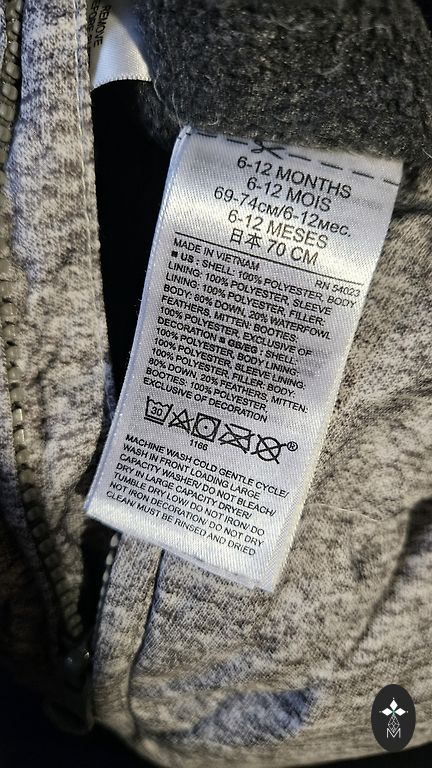 REMOVE
6-12 MONTHS
6-12 MOIS
69-74см/6-12мес.
6-12 MESES
日本 70 CM
MADE IN VIETNAM RN 54023
■ US : SHELL: 100% POLYESTER, BODY
LINING: 100% POLYESTER, SLEEVE
LINING: 100% POLYESTER, FILLER:
BODY: 80% DOWN, 20% WATERFOWL
FEATHERS, MITTEN; BOOTIES:
100% POLYESTER, EXCLUSIVE OF
DECORATION ■ GB/EG : SHELL:
100% POLYESTER, BODY LINING:
100% POLYESTER, SLEEVE LINING:
100% POLYESTER, FILLER: BODY:
80% DOWN, 20% FEATHERS, MITTEN;
BOOTIES: 100% POLYESTER,
EXCLUSIVE OF DECORATION
30 ®
1166
MACHINE WASH COLD GENTLE CYCLE/
WASH IN FRONT LOADING LARGE
CAPACITY WASHER/ DO NOT BLEACH/
DRY IN LARGE CAPACITY DRYER/
TUMBLE DRY LOW/ DO NOT IRON/ DO
NOT IRON DECORATION/ DO NOT DRY
CLEAN/ MUST BE RINSED AND DRIED
M